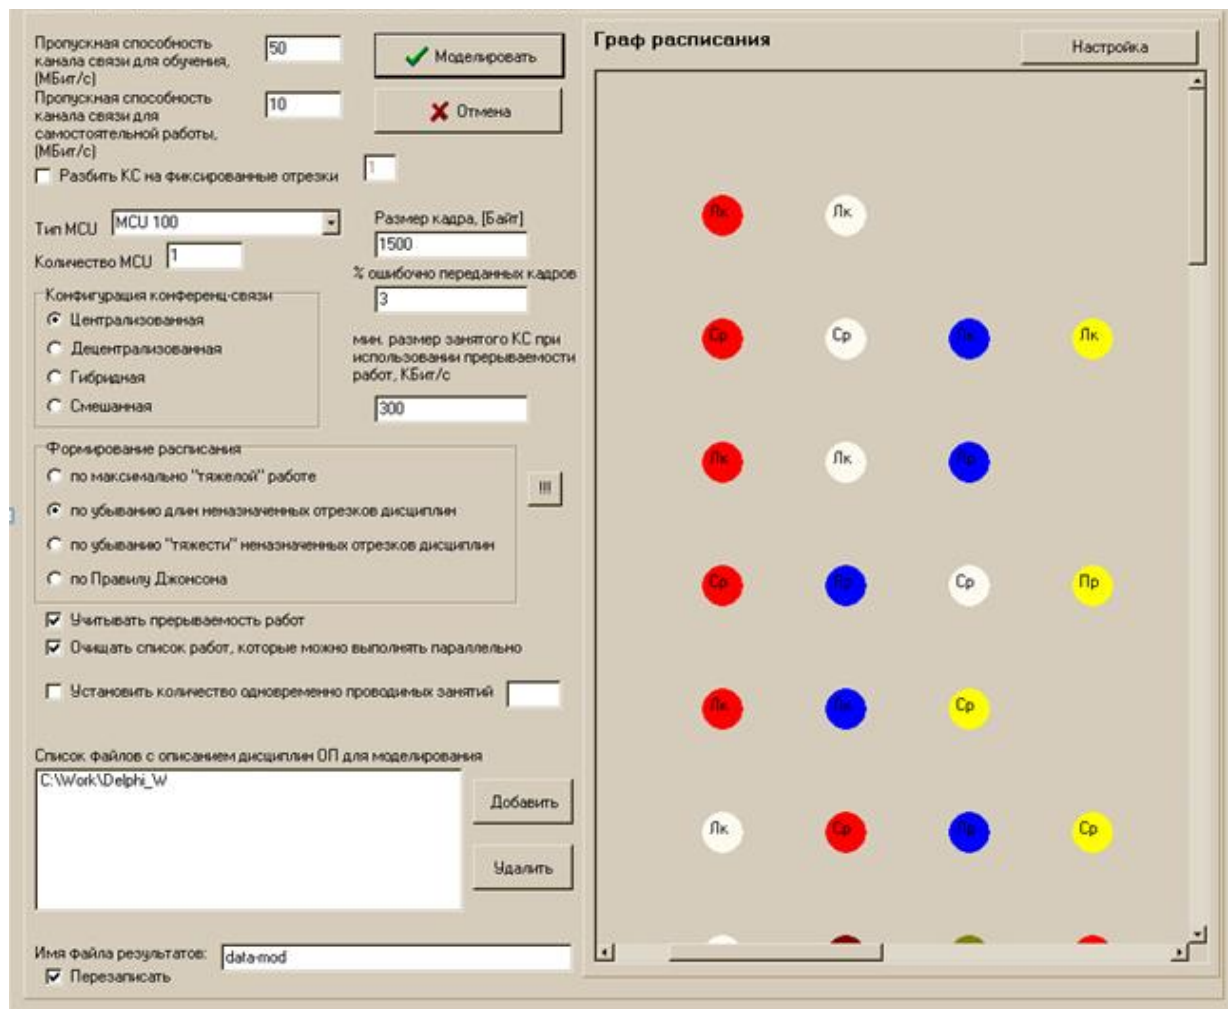 Пропускная способность
канала связи для обучения,
(МБит/с)
50
Моделировать
Пропускная способность
канала связи для
самостоятельной работы,
(МБит/с)
10
Отмена
Разбить КС на фиксированные отрезки
1
Тип MCU
MCU 100
Размер кадра, [Байт]
1500
Количество MCU
1
% ошибочно переданных кадров
3
Конфигурация конференц-связи
Централизованная
Децентрализованная
Гибридная
Смешанная
мин. размер занятого КС при
использовании прерываемости
работ, КБит/с
300
Формирование расписания
по максимально "тяжелой" работе
по убыванию длин неназначенных отрезков дисциплин
по убыванию "тяжести" неназначенных отрезков дисциплин
по Правилу Джонсона
!!!
Учитывать прерываемость работ
Очищать список работ, которые можно выполнять параллельно
Установить количество одновременно проводимых занятий
Список файлов с описанием дисциплин ОП для моделирования
C:\Work\Delphi_W
Добавить
Удалить
Имя файла результатов:
data-mod
Перезаписать
Граф расписания
Настройка
Лк Лк
Ср Ср Лк Лк
Лк Лк Пр
Ср Ср Пр
Лк Лк Ср
Лк Ср Пр Ср